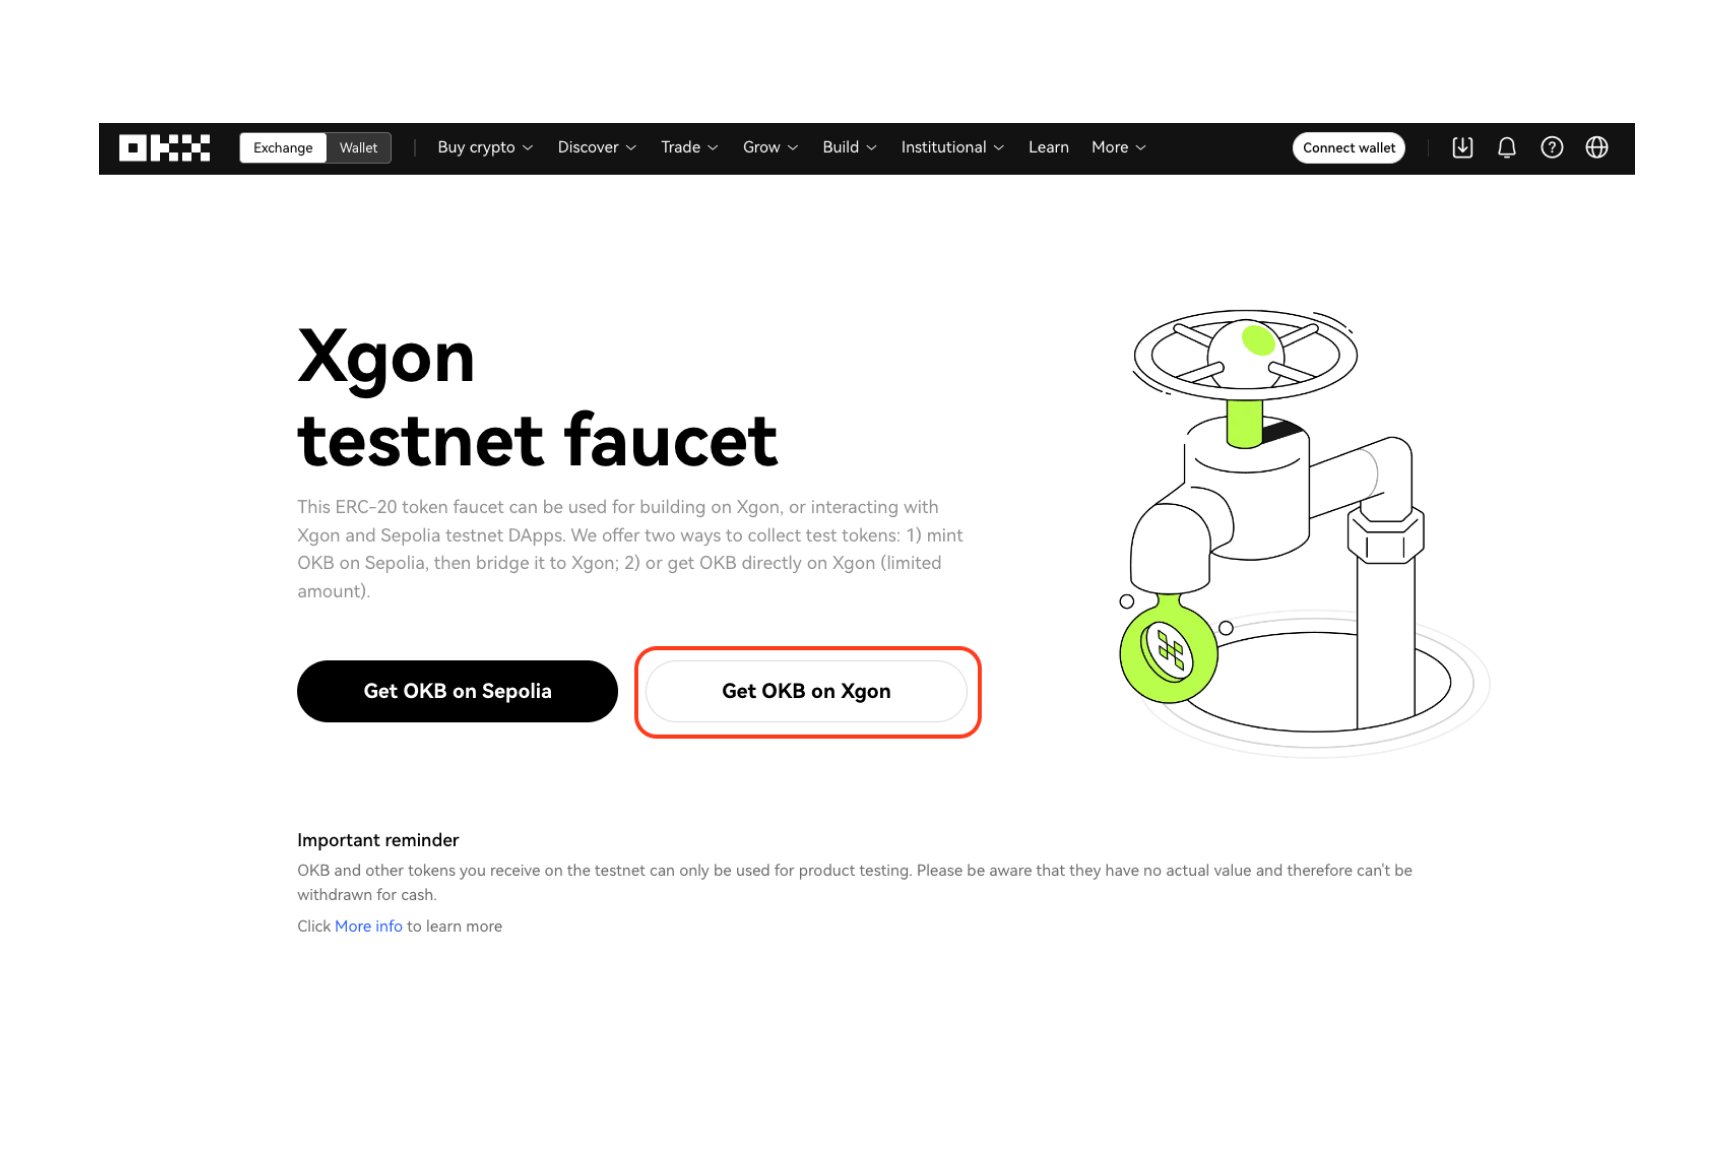 OKX Exchange Wallet Buy crypto Discover Trade Grow Build Institutional Learn More Connect wallet
Xgon
testnet faucet
This ERC-20 token faucet can be used for building on Xgon, or interacting with
Xgon and Sepolia testnet DApps. We offer two ways to collect test tokens: 1) mint
OKB on Sepolia, then bridge it to Xgon; 2) or get OKB directly on Xgon (limited
amount).
Get OKB on Sepolia Get OKB on Xgon
Important reminder
OKB and other tokens you receive on the testnet can only be used for product testing. Please be aware that they have no actual value and therefore can't be
withdrawn for cash.
Click More info to learn more